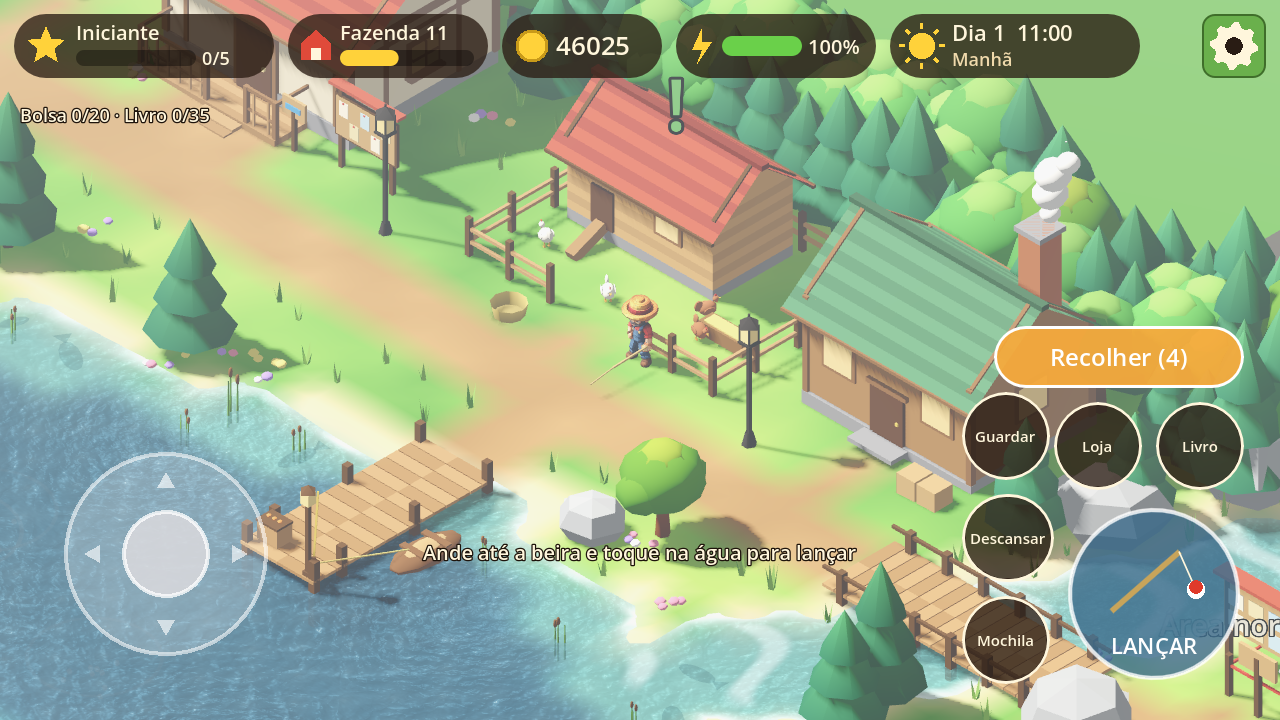 Iniciante
0/5
Fazenda 11
46025
100%
Dia 1 11:00
Manhã
Bolsa 0/20 · Livro 0/35
Recolher (4)
Guardar
Loja
Livro
Descansar
Ande até a beira e toque na água para lançar
Mochila
LANÇAR